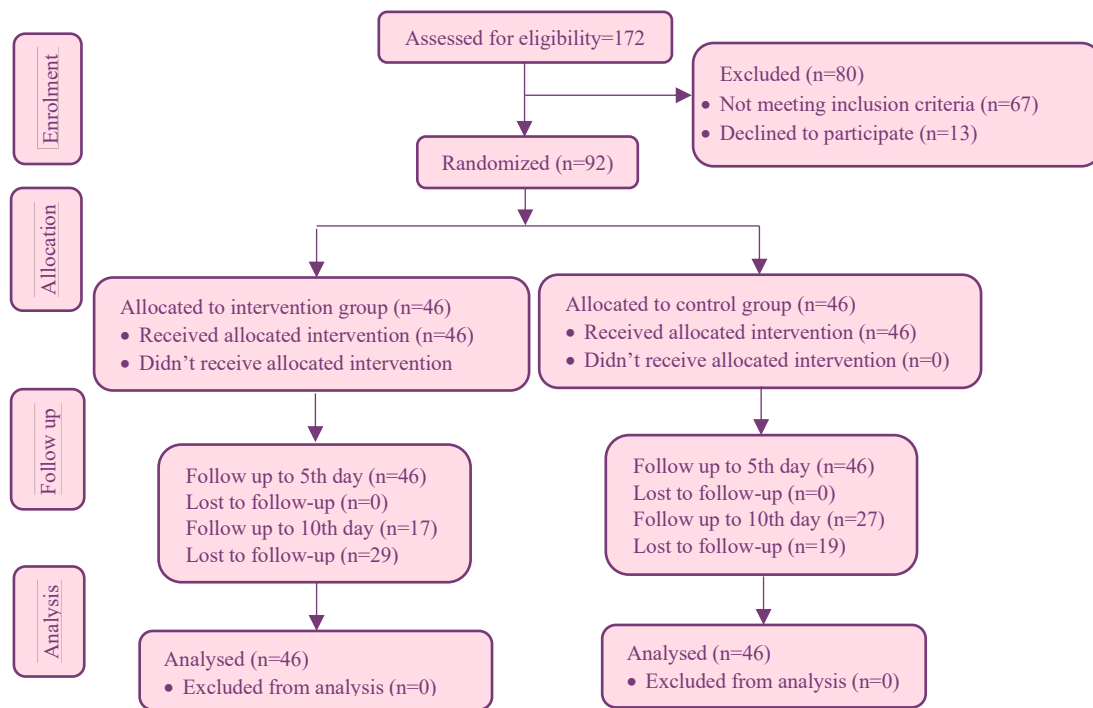 Enrolment
Assessed for eligibility=172
Excluded (n=80)
• Not meeting inclusion criteria (n=67)
• Declined to participate (n=13)
Randomized (n=92)
Allocation
Allocated to intervention group (n=46)
• Received allocated intervention (n=46)
• Didn’t receive allocated intervention
Allocated to control group (n=46)
• Received allocated intervention (n=46)
• Didn’t receive allocated intervention (n=0)
Follow up
Follow up to 5th day (n=46)
Lost to follow-up (n=0)
Follow up to 10th day (n=17)
Lost to follow-up (n=29)
Follow up to 5th day (n=46)
Lost to follow-up (n=0)
Follow up to 10th day (n=27)
Lost to follow-up (n=19)
Analysis
Analysed (n=46)
• Excluded from analysis (n=0)
Analysed (n=46)
• Excluded from analysis (n=0)